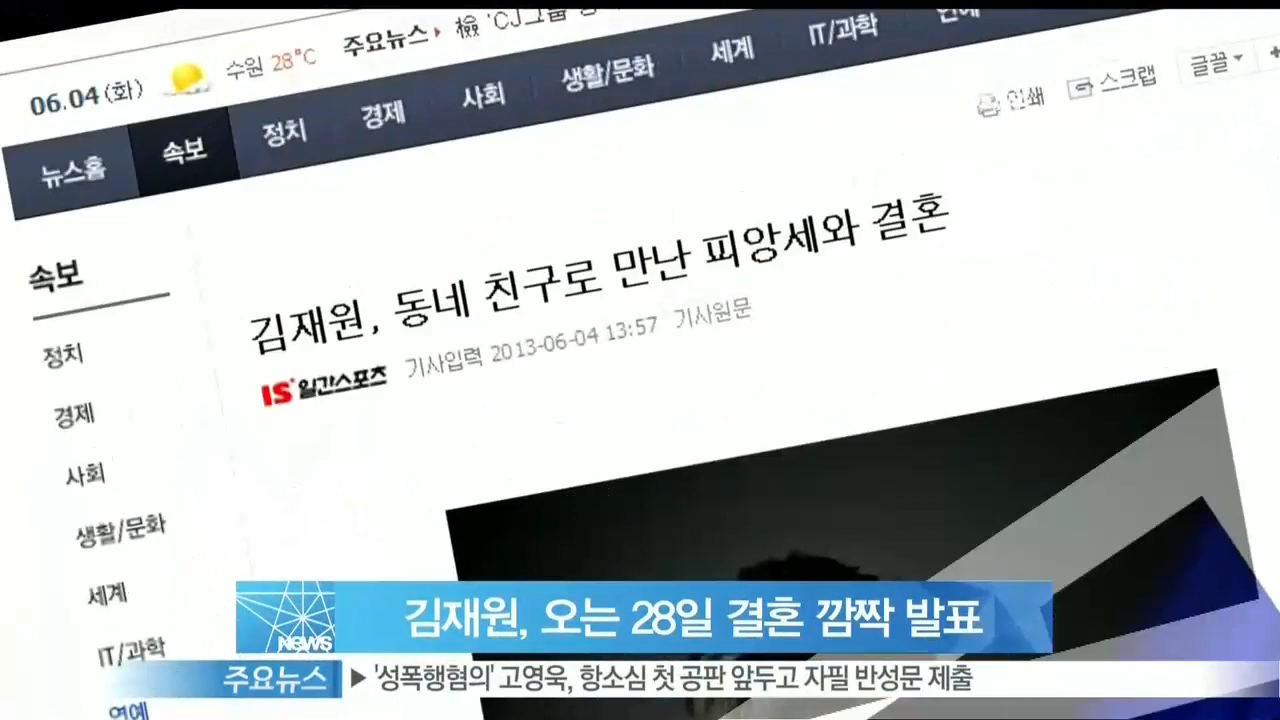 06.04(화) 수원 28°C 주요뉴스 檢 'CJ그룹
뉴스홈 속보 정치 경제 사회 생활/문화 세계 IT/과학 연예
인쇄 스크랩 글꼴
속보
정치
경제
사회
생활/문화
세계
IT/과학
연예
김재원, 동네 친구로 만난 피앙세와 결혼
IS 일간스포츠 기사입력 2013-06-04 13:57 기사원문
NEWS 김재원, 오는 28일 결혼 깜짝 발표
주요뉴스 ▶ '성폭행혐의' 고영욱, 항소심 첫 공판 앞두고 자필 반성문 제출